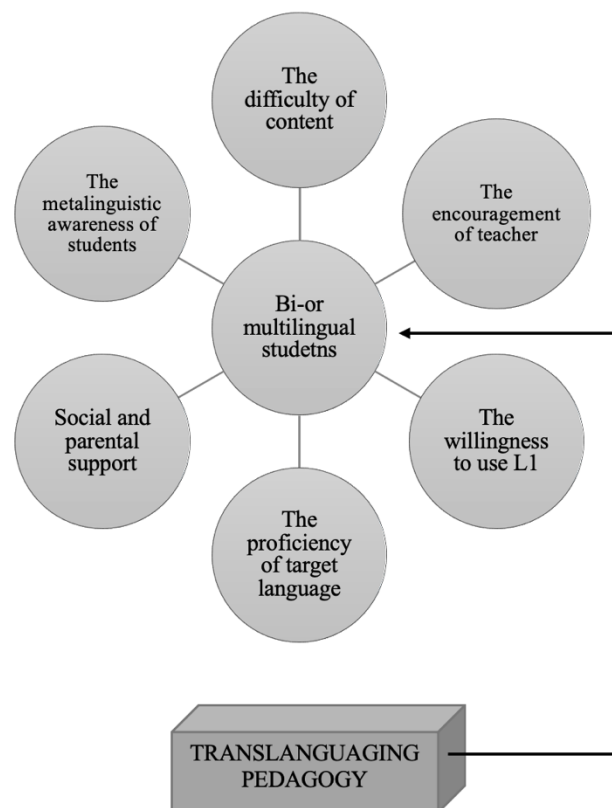 The
difficulty of
content
The
metalinguistic
awareness of
students
The
encouragement
of teacher
Bi-or
multilingual
studetns
Social and
parental
support
The
willingness
to use L1
The
proficiency
of target
language
TRANSLANGUAGING
PEDAGOGY